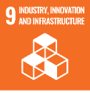 9 INDUSTRY, INNOVATION
AND INFRASTRUCTURE